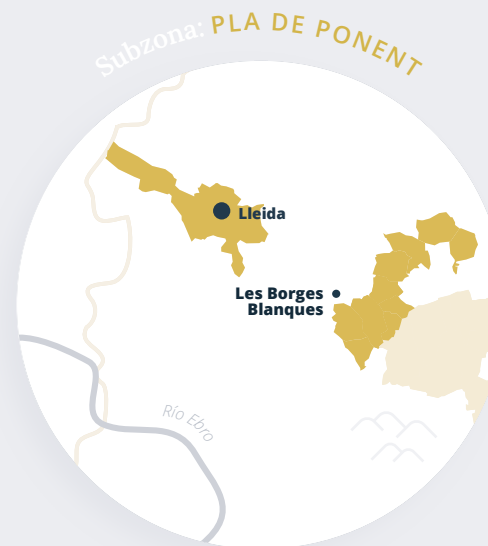 Subzona: PLA DE PONENT
Lleida
Les Borges
Blanques
Río Ebro